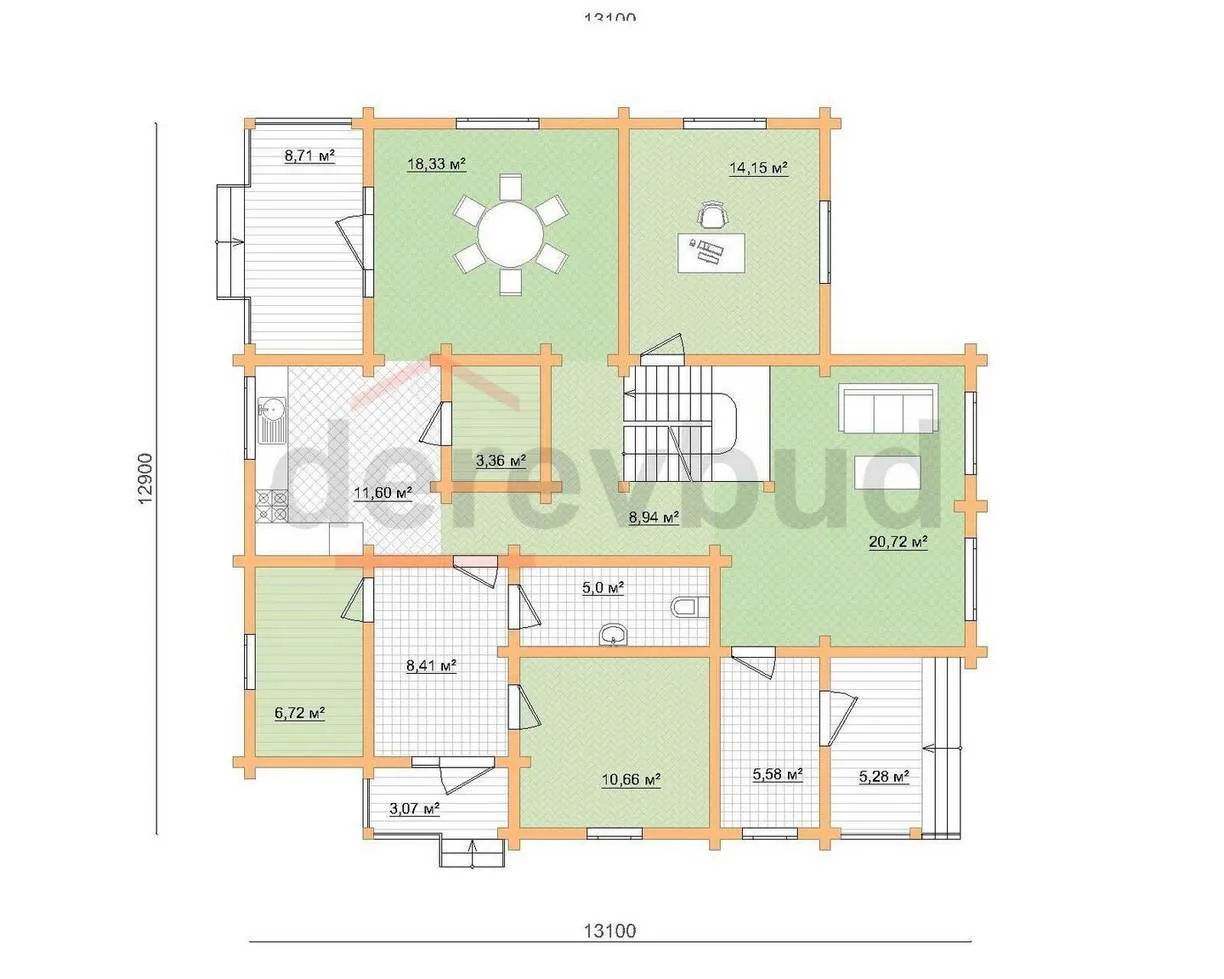 13100
8,71 м²
18,33 м²
14,15 м²
12900
3,36 м²
11,60 м²
derevbud
8,94 м²
20,72 м²
5,0 м²
8,41 м²
6,72 м²
10,66 м²
5,58 м²
5,28 м²
3,07 м²
13100